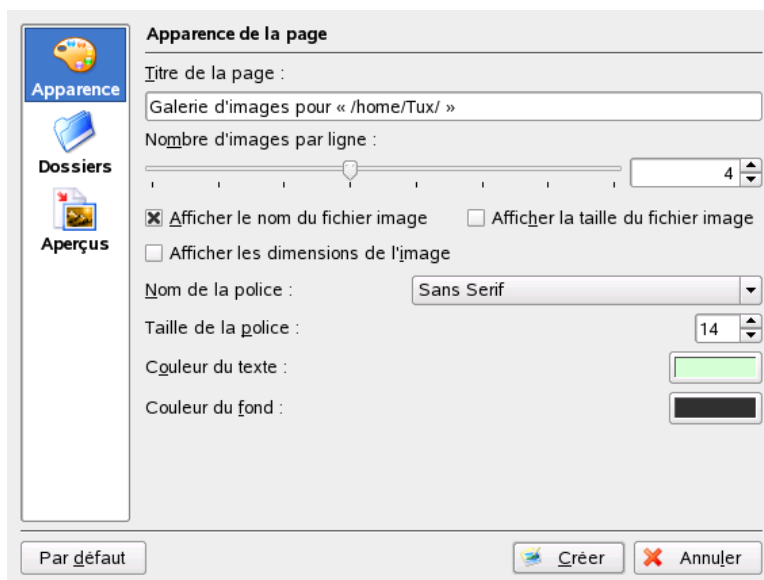 Apparence
Dossiers
Aperçus
Apparence de la page
Titre de la page :
Galerie d'images pour « /home/Tux/ »
Nombre d'images par ligne :
4
Afficher le nom du fichier image
Afficher la taille du fichier image
Afficher les dimensions de l'image
Nom de la police :
Sans Serif
Taille de la police :
14
Couleur du texte :
Couleur du fond :
Par défaut
Créer
Annuler